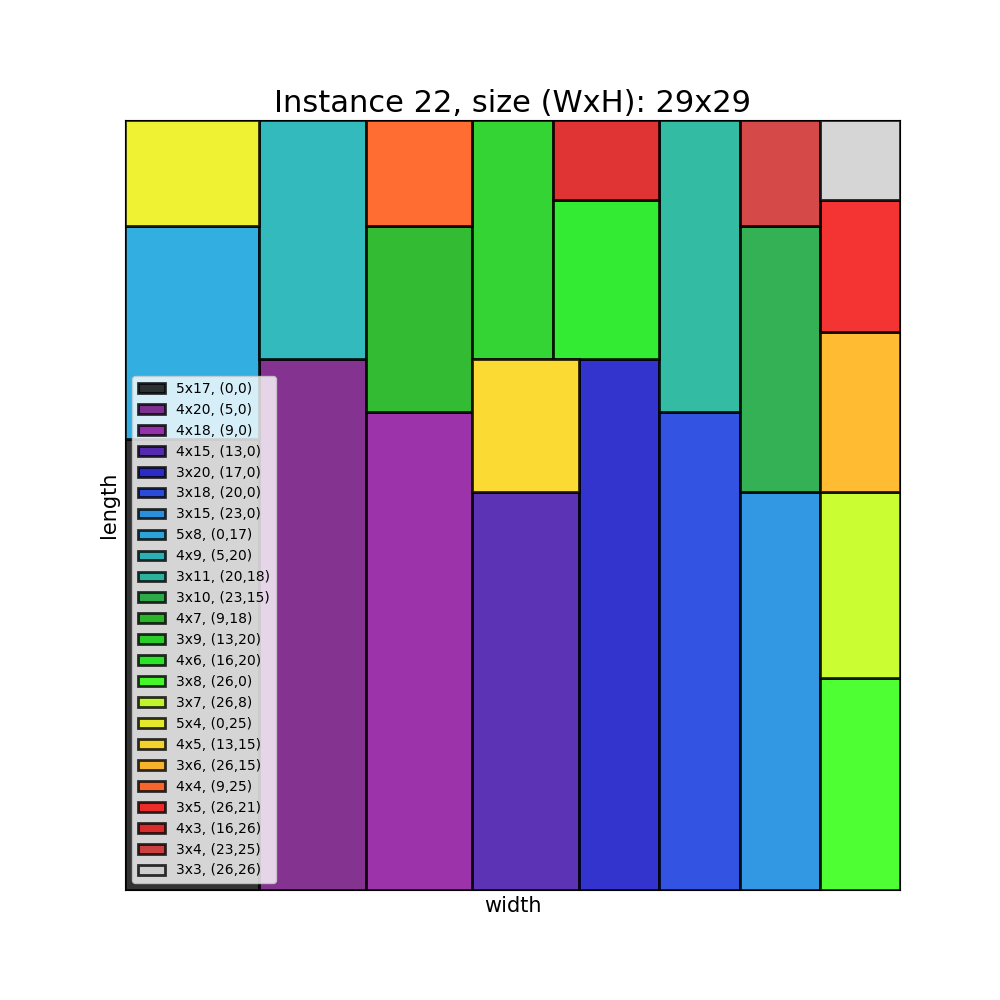 Instance 22, size (WxH): 29x29
length
5x17, (0,0)
4x20, (5,0)
4x18, (9,0)
4x15, (13,0)
3x20, (17,0)
3x18, (20,0)
3x15, (23,0)
5x8, (0,17)
4x9, (5,20)
3x11, (20,18)
3x10, (23,15)
4x7, (9,18)
3x9, (13,20)
4x6, (16,20)
3x8, (26,0)
3x7, (26,8)
5x4, (0,25)
4x5, (13,15)
3x6, (26,15)
4x4, (9,25)
3x5, (26,21)
4x3, (16,26)
3x4, (23,25)
3x3, (26,26)
width